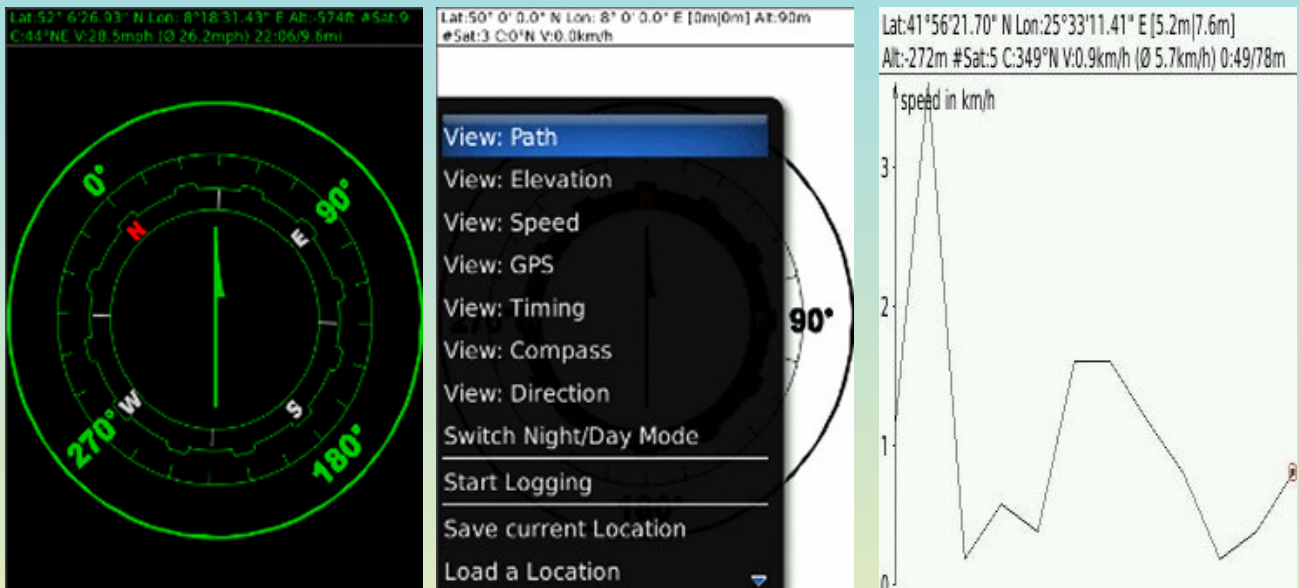 Lat:52° 6'26.93" N Lon: 8°18'31.43" E Alt:-574ft #Sat:9
C:44°NE V:28.5mph (Ø 26.2mph) 22:06/9.6mi
0°
90°
N
E
W
S
270°
180°
Lat:50° 0' 0.0" N Lon: 8° 0' 0.0" E [0m|0m] Alt:90m
#Sat:3 C:0°N V:0.0km/h
View: Path
View: Elevation
View: Speed
View: GPS
View: Timing
90°
View: Compass
View: Direction
Switch Night/Day Mode
Start Logging
180°
Save current Location
Load a Location
Lat:41°56'21.70" N Lon:25°33'11.41" E [5.2m|7.6m]
Alt:-272m #Sat:5 C:349°N V:0.9km/h (Ø 5.7km/h) 0:49/78m
speed in km/h
3
2
1
0